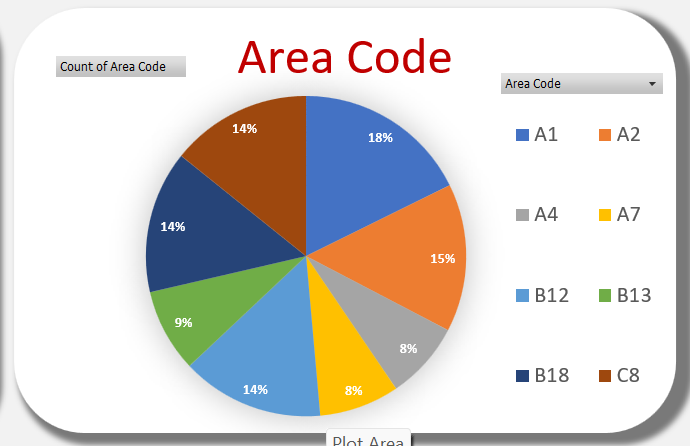 Area Code
Count of Area Code
Area Code
A1 A2
A4 A7
B12 B13
B18 C8
18%
15%
8%
8%
14%
9%
14%
14%
Plot Area